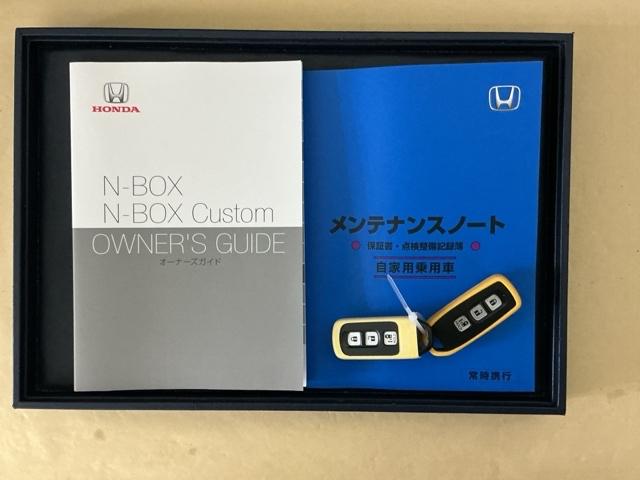 HONDA
N-BOX
N-BOX Custom
OWNER'S GUIDE
オーナーズガイド
メンテナンスノート
保証書・点検整備記録簿
自家用乗用車
常時携行